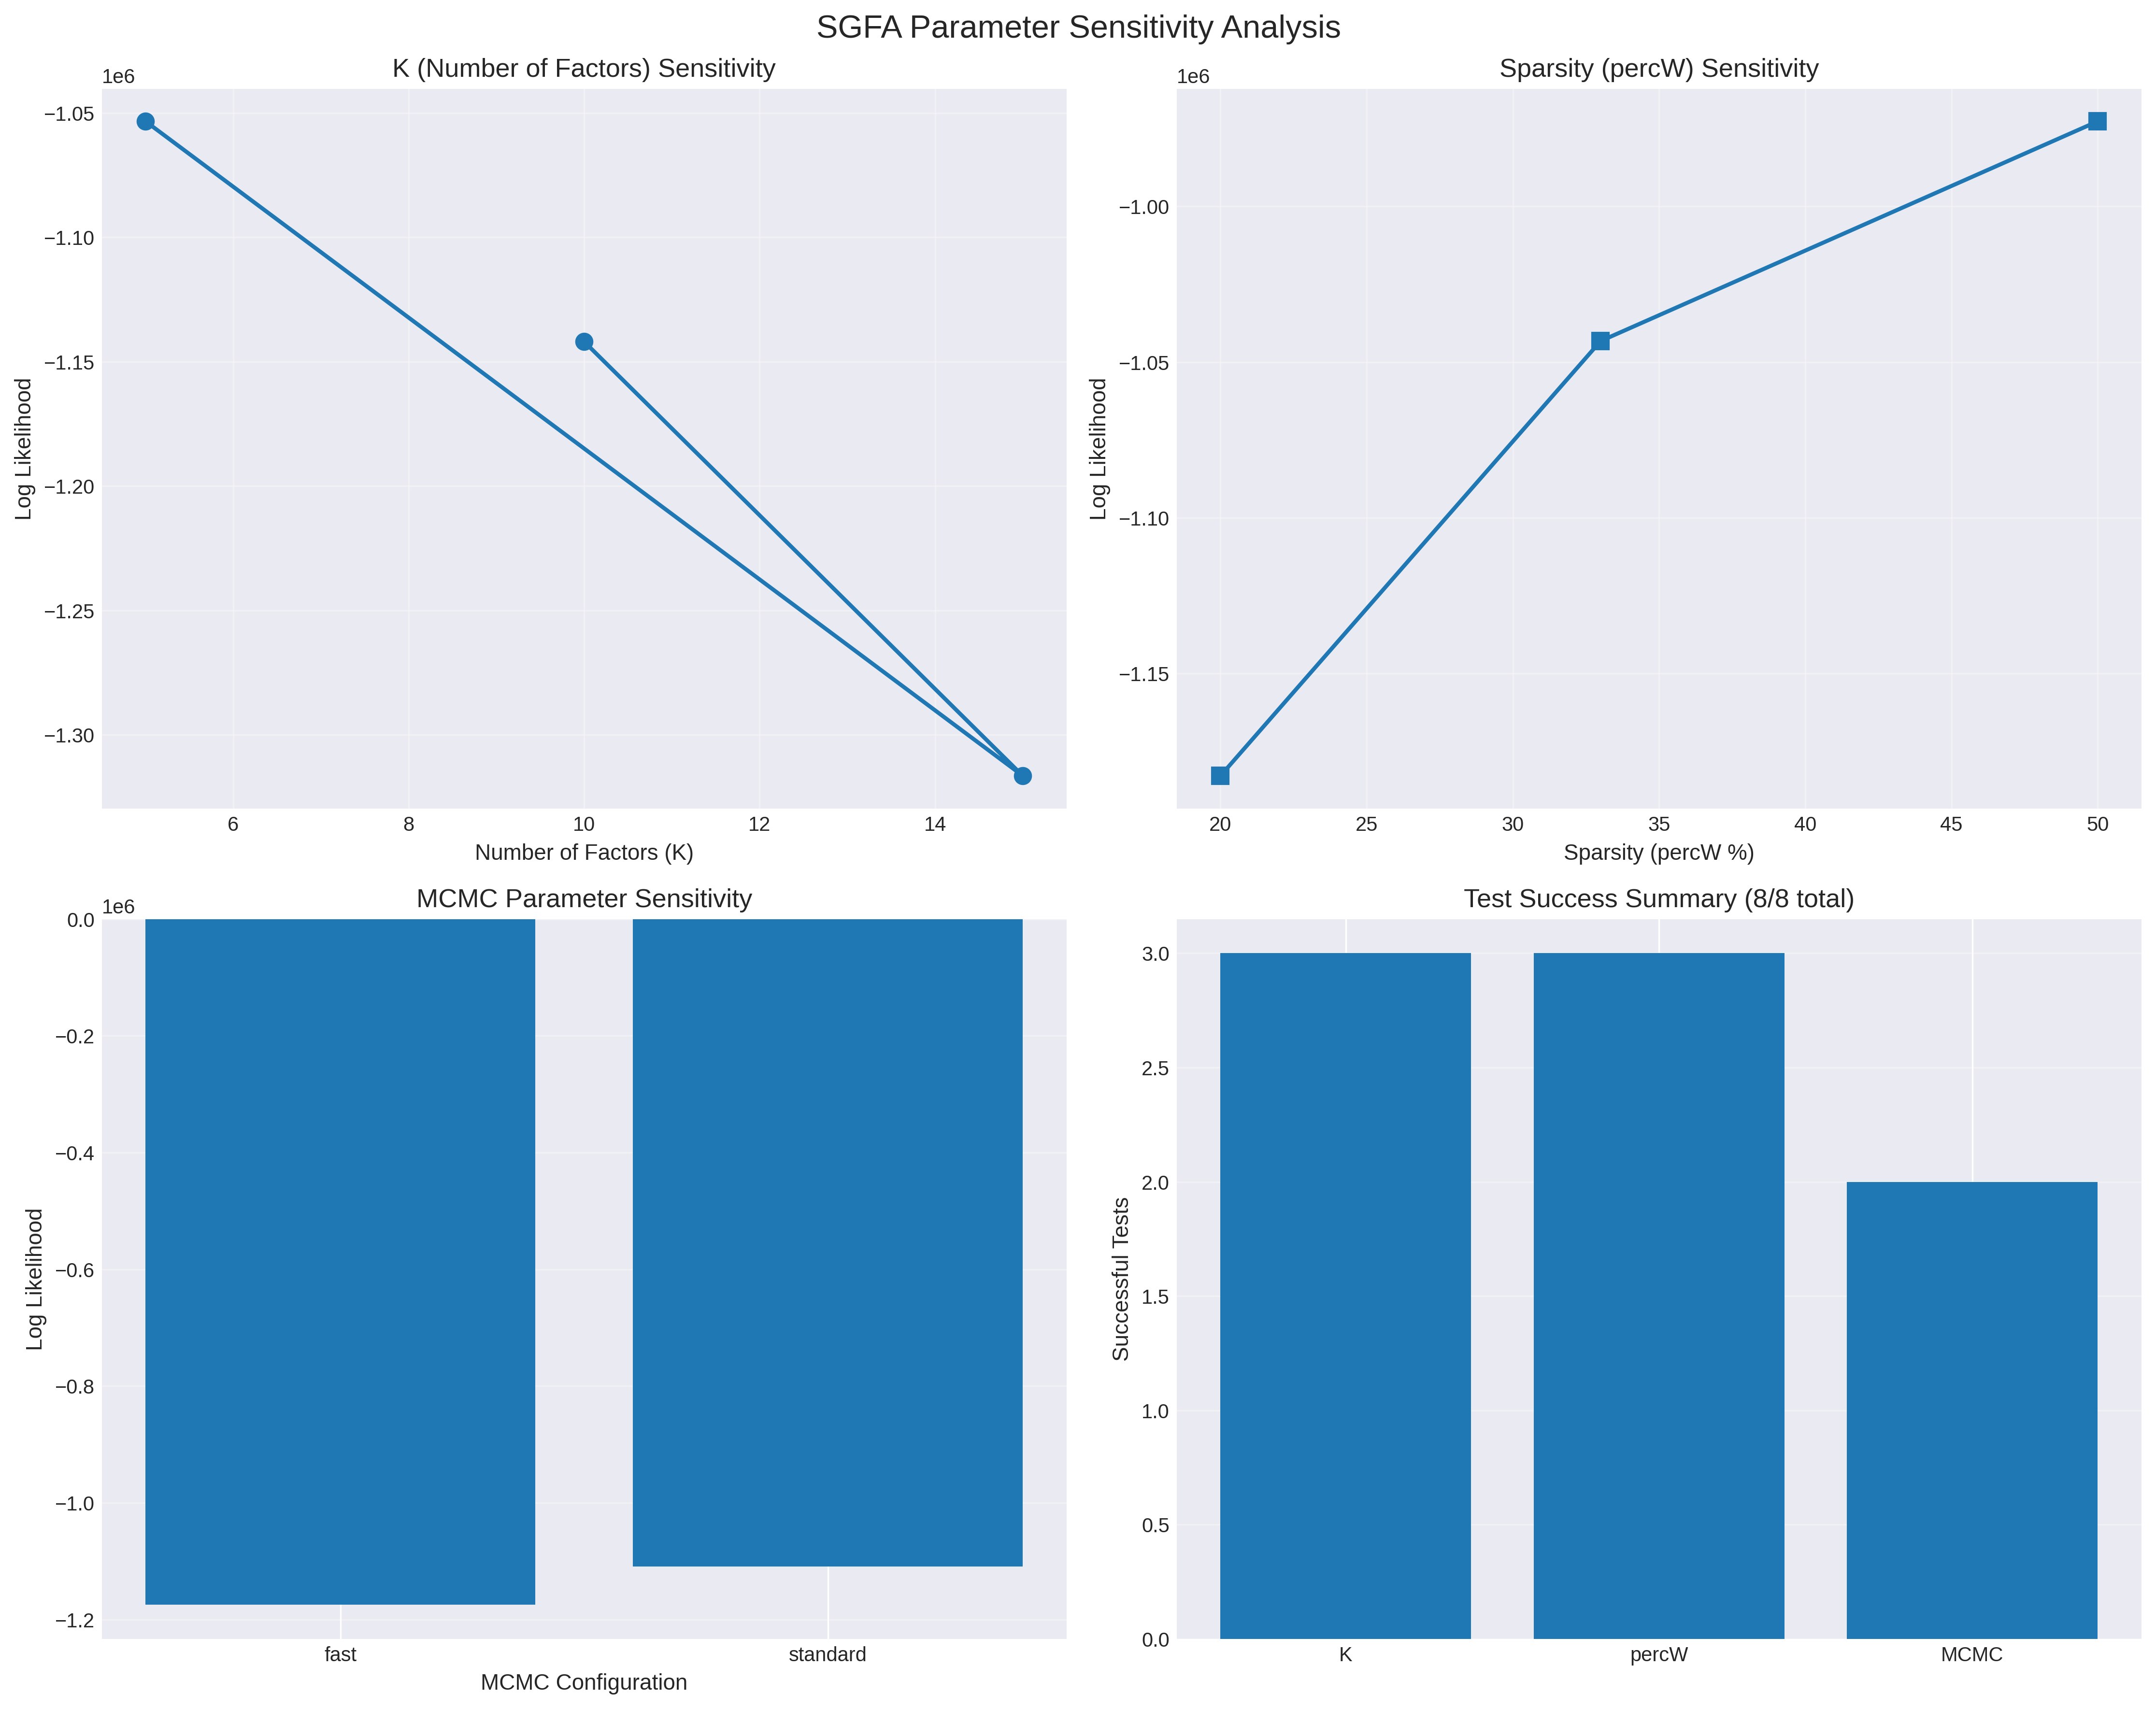 SGFA Parameter Sensitivity Analysis
K (Number of Factors) Sensitivity
1e6
−1.05
−1.10
−1.15
−1.20
−1.25
−1.30
Log Likelihood
6 8 10 12 14
Number of Factors (K)
Sparsity (percW) Sensitivity
1e6
−1.00
−1.05
−1.10
−1.15
Log Likelihood
20 25 30 35 40 45 50
Sparsity (percW %)
MCMC Parameter Sensitivity
1e6
0.0
−0.2
−0.4
−0.6
−0.8
−1.0
−1.2
Log Likelihood
fast standard
MCMC Configuration
Test Success Summary (8/8 total)
3.0
2.5
2.0
1.5
1.0
0.5
0.0
Successful Tests
K percW MCMC